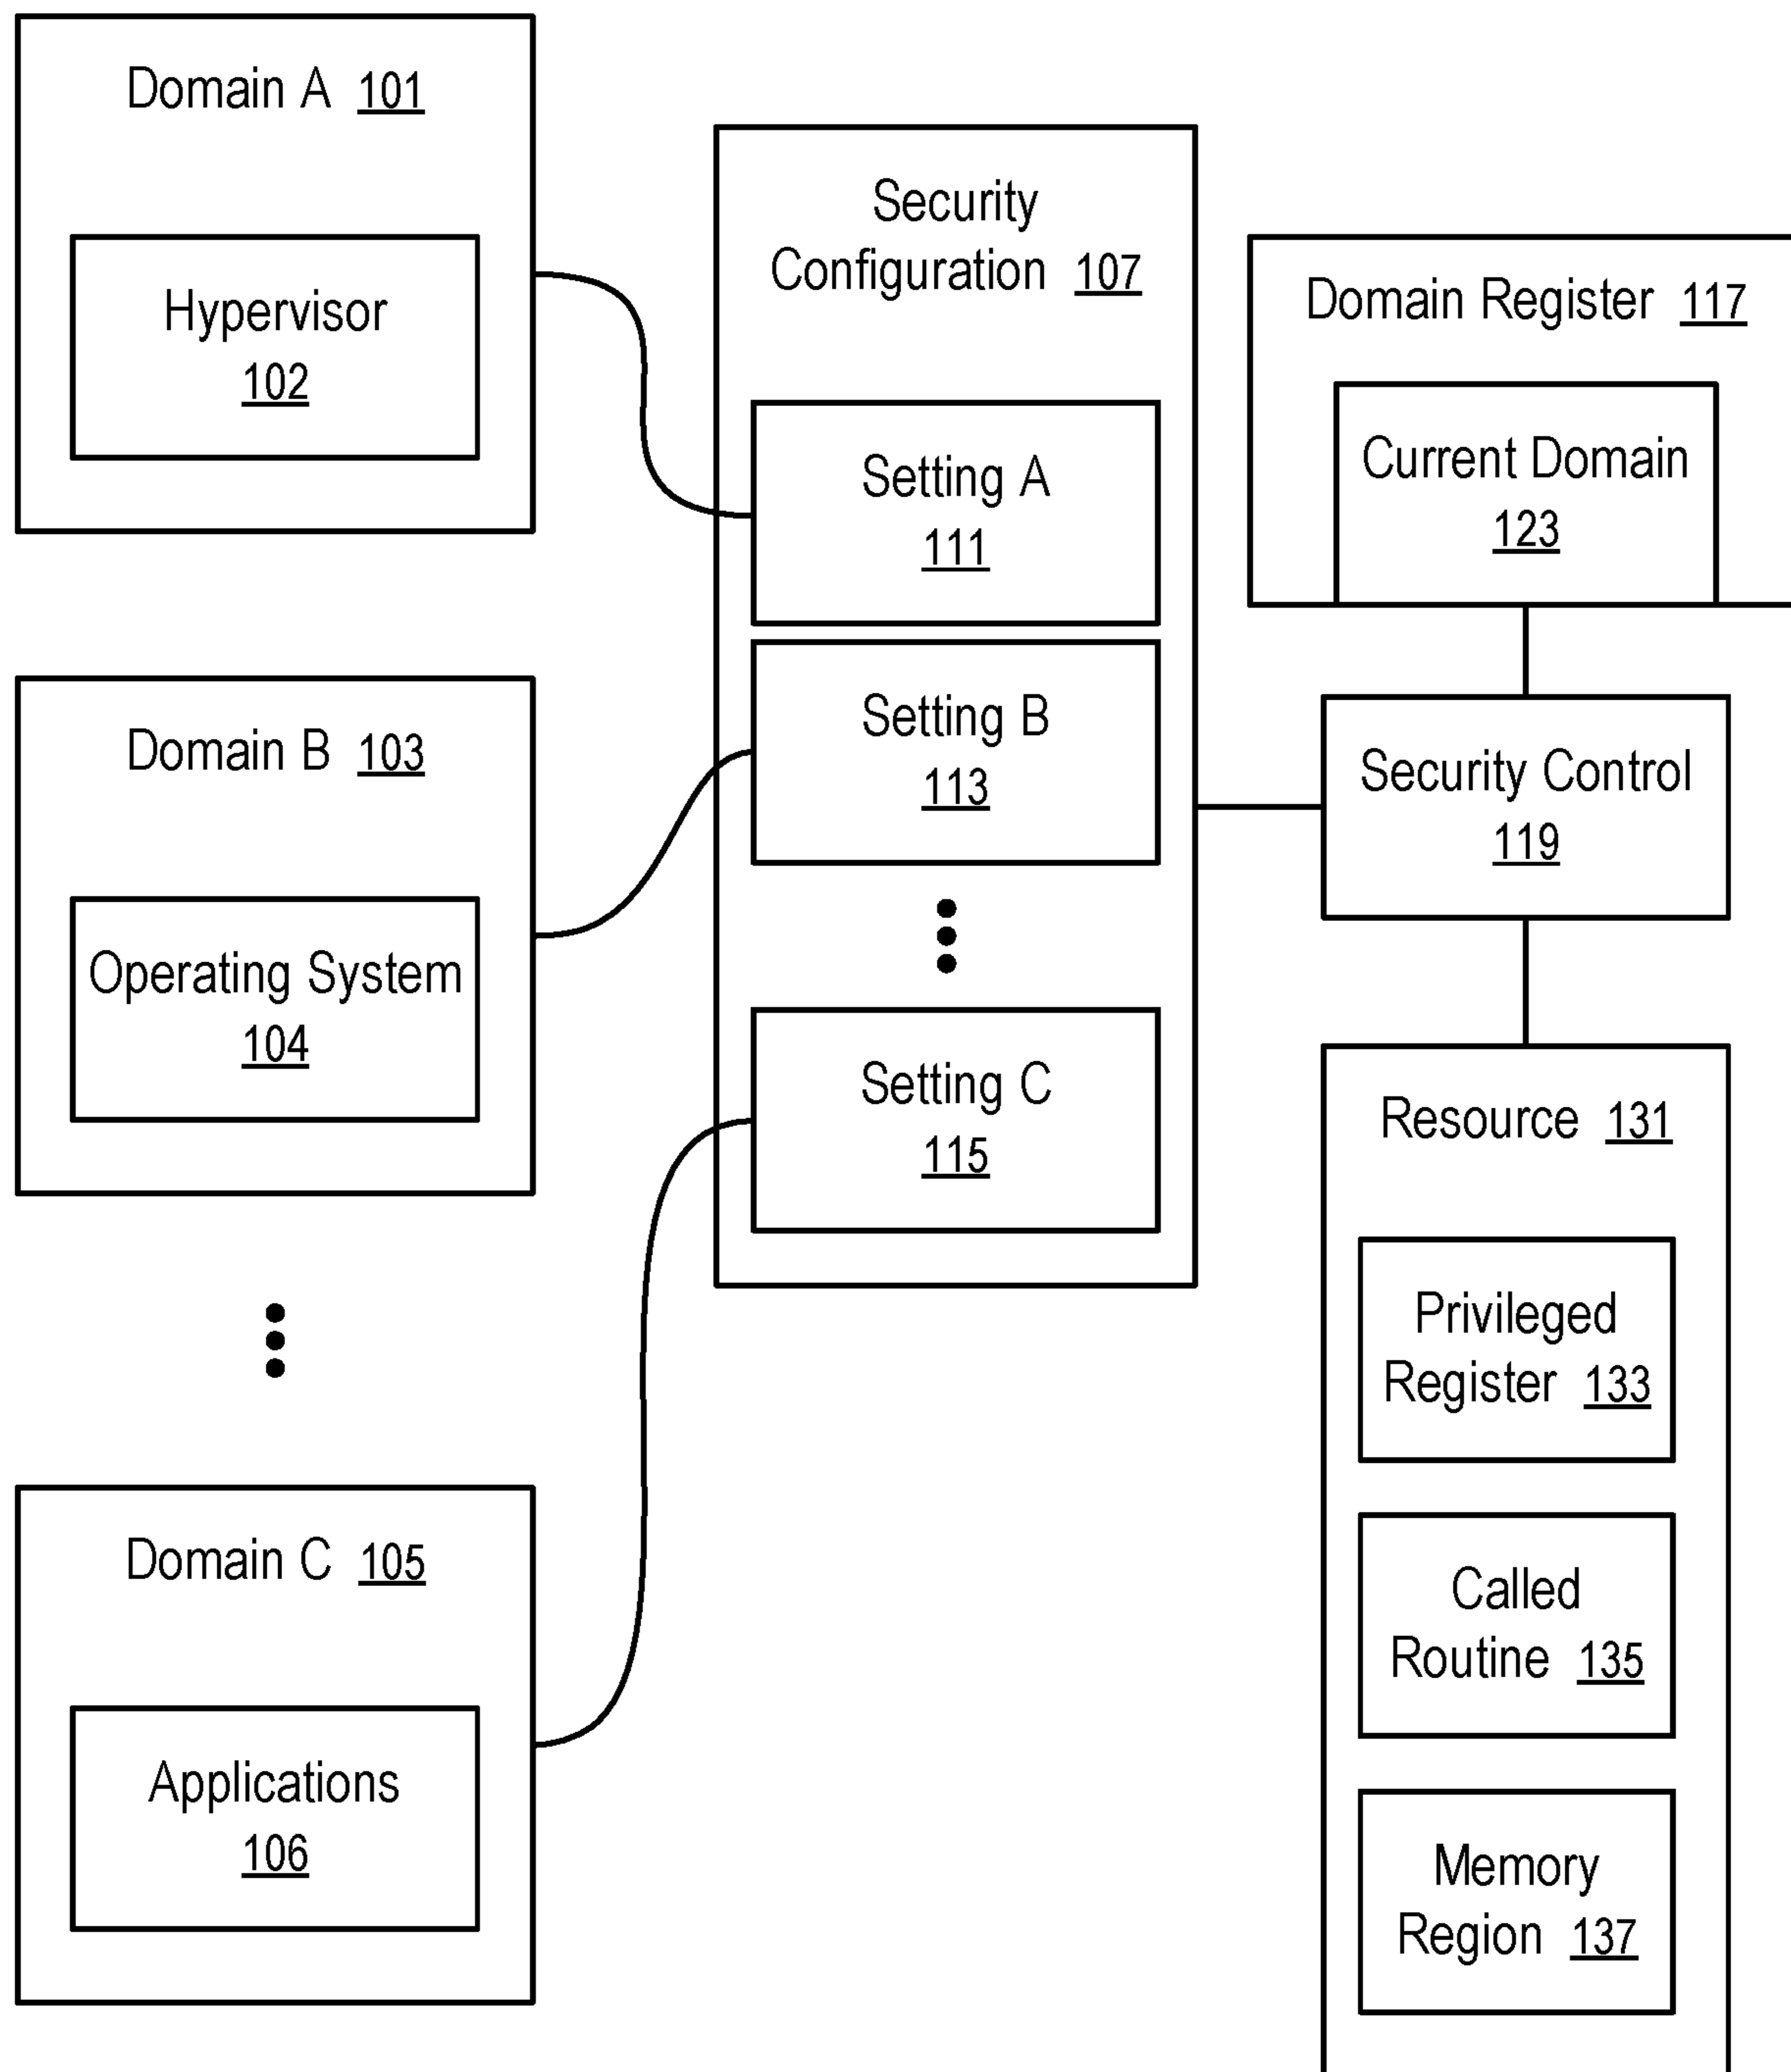 Domain A 101
Hypervisor
102
Domain B 103
Operating System
104
Domain C 105
Applications
106
Security
Configuration 107
Setting A
111
Setting B
113
Setting C
115
Domain Register 117
Current Domain
123
Security Control
119
Resource 131
Privileged
Register 133
Called
Routine 135
Memory
Region 137